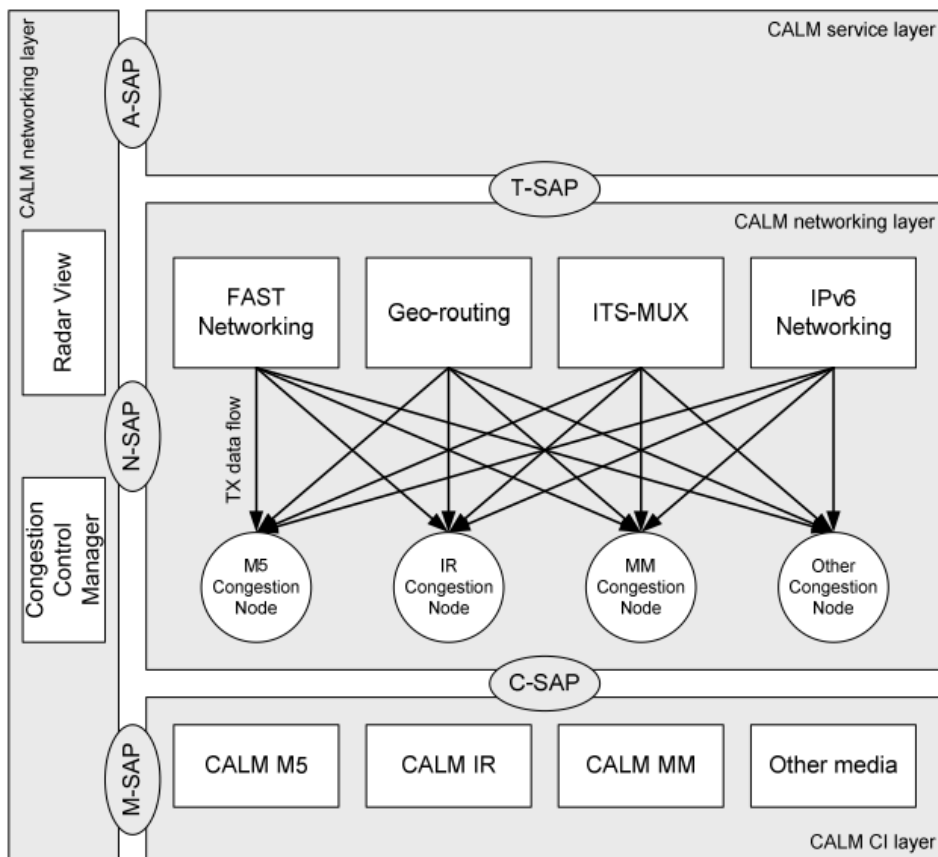 CALM networking layer
A-SAP
CALM service layer
T-SAP
CALM networking layer
Radar View
FAST
Networking
Geo-routing
ITS-MUX
IPv6
Networking
N-SAP
TX data flow
Congestion
Control
Manager
M5
Congestion
Node
IR
Congestion
Node
MM
Congestion
Node
Other
Congestion
Node
C-SAP
M-SAP
CALM M5
CALM IR
CALM MM
Other media
CALM CI layer